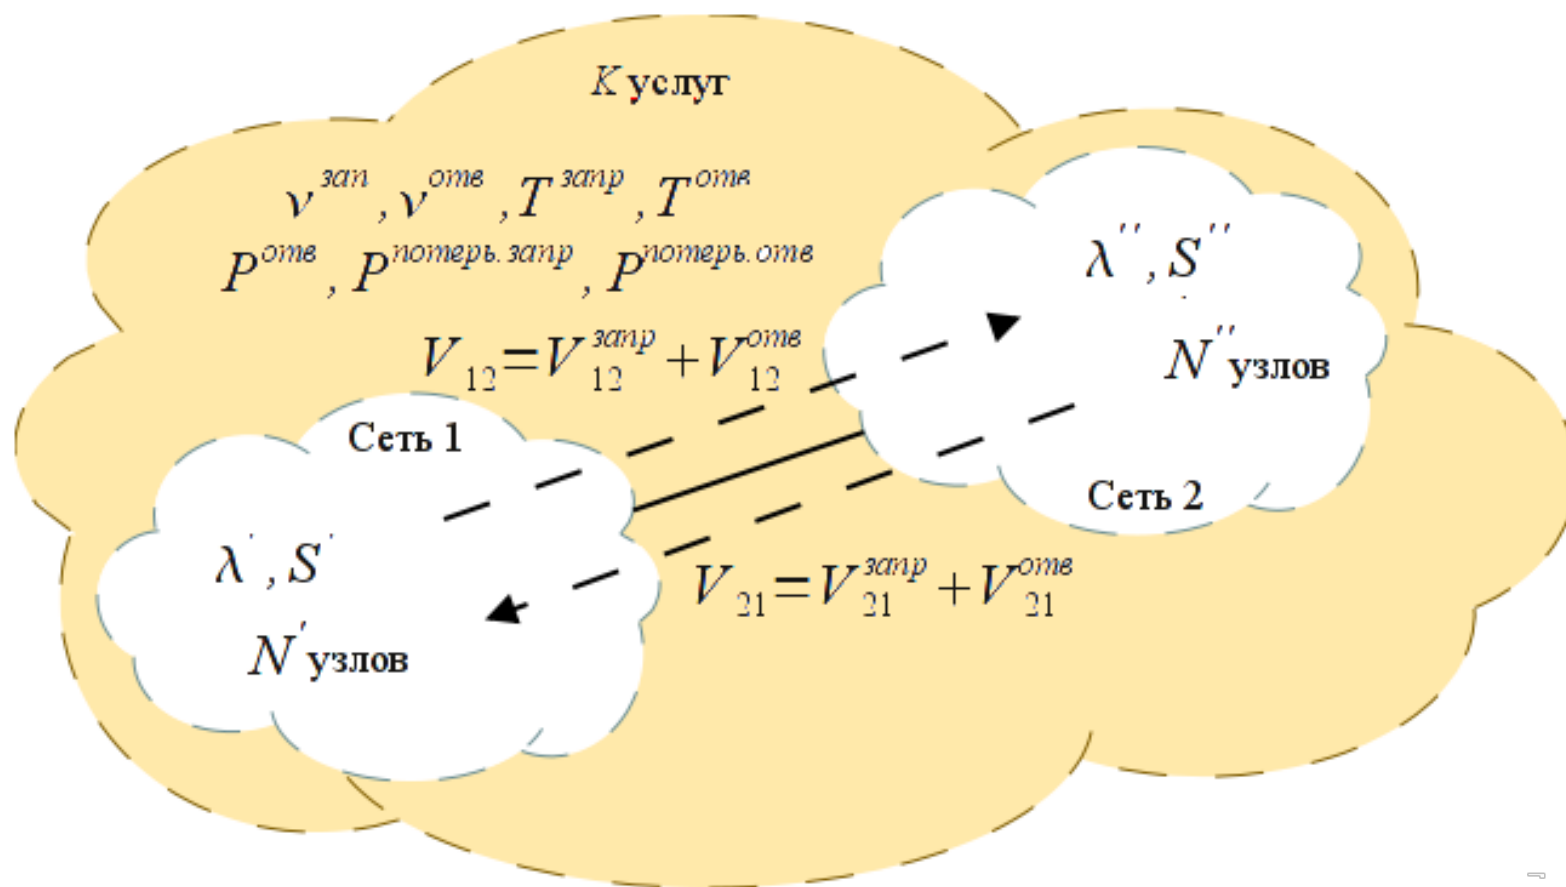 K услуг
ν^зап, ν^отв, T^запр, T^отв
P^отв, P^потерь.запр, P^потерь.отв
λ'', S''
V_12=V_12^запр+V_12^отв
N'' узлов
Сеть 1
Сеть 2
λ', S'
V_21=V_21^запр+V_21^отв
N' узлов